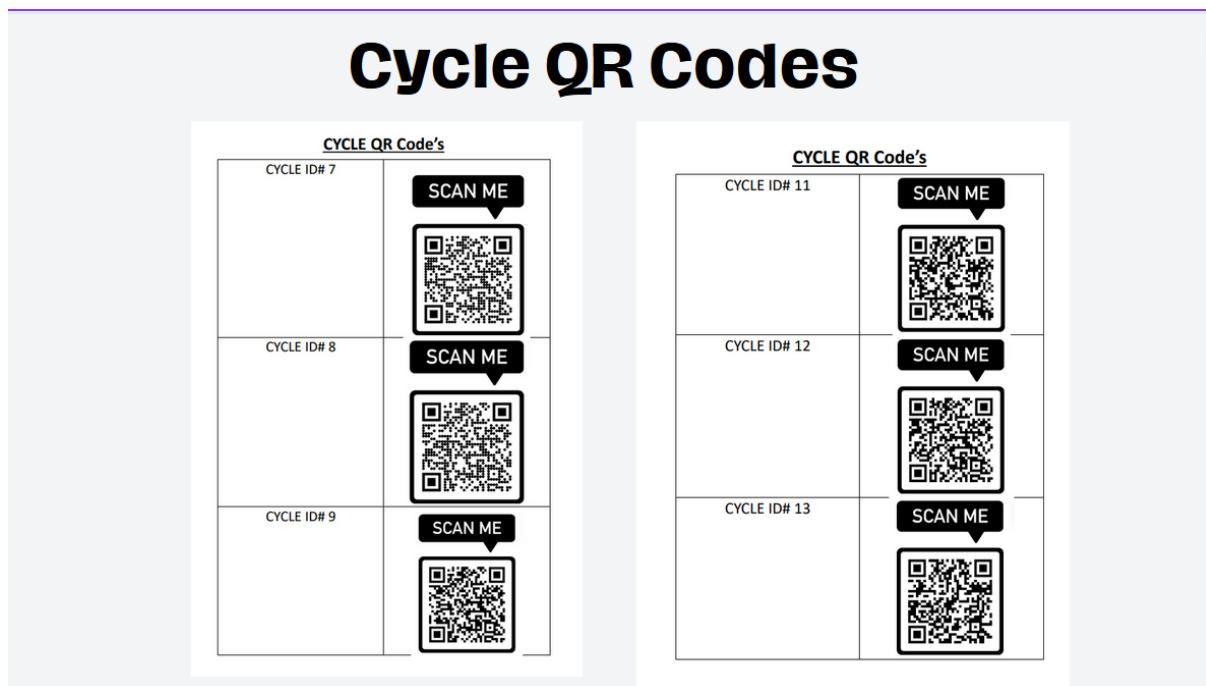 Cycle QR Codes
CYCLE QR Code's
CYCLE ID# 7
SCAN ME
CYCLE ID# 8
SCAN ME
CYCLE ID# 9
SCAN ME
CYCLE QR Code's
CYCLE ID# 11
SCAN ME
CYCLE ID# 12
SCAN ME
CYCLE ID# 13
SCAN ME